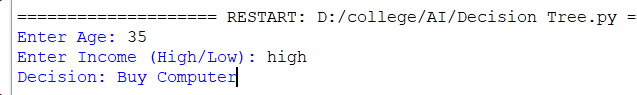 ==================== RESTART: D:/college/AI/Decision Tree.py =
Enter Age: 35
Enter Income (High/Low): high
Decision: Buy Computer